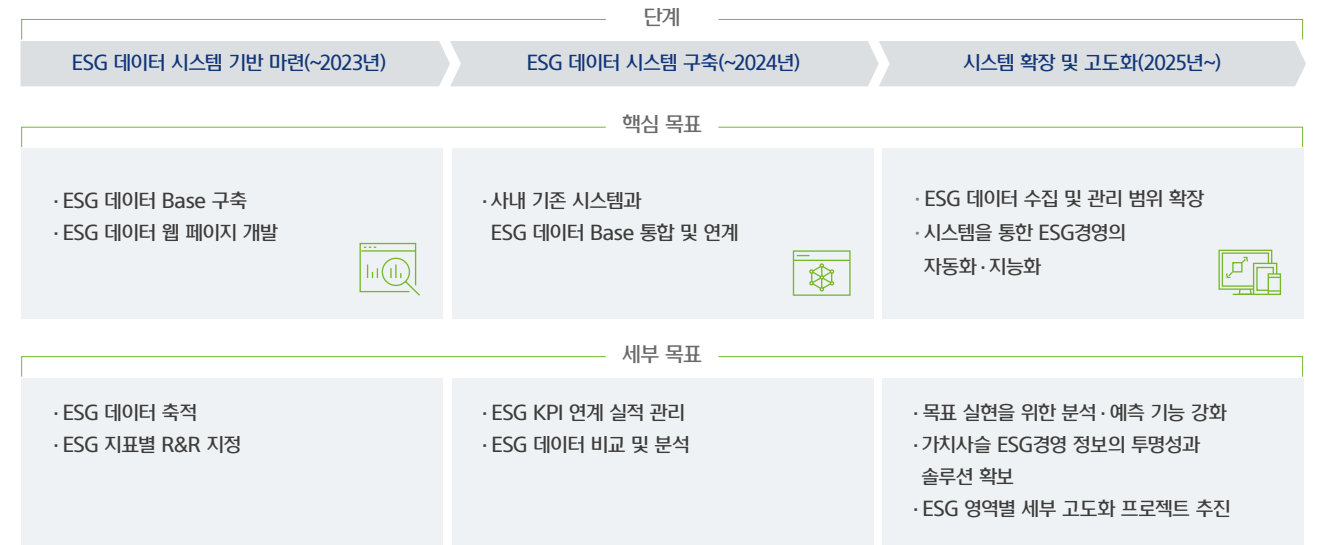 단계
ESG 데이터 시스템 기반 마련(~2023년)
ESG 데이터 시스템 구축(~2024년)
시스템 확장 및 고도화(2025년~)
핵심 목표
· ESG 데이터 Base 구축
· ESG 데이터 웹 페이지 개발
· 사내 기존 시스템과
ESG 데이터 Base 통합 및 연계
· ESG 데이터 수집 및 관리 범위 확장
· 시스템을 통한 ESG경영의
자동화 · 지능화
세부 목표
· ESG 데이터 축적
· ESG 지표별 R&R 지정
· ESG KPI 연계 실적 관리
· ESG 데이터 비교 및 분석
· 목표 실현을 위한 분석 · 예측 기능 강화
· 가치사슬 ESG경영 정보의 투명성과
솔루션 확보
· ESG 영역별 세부 고도화 프로젝트 추진